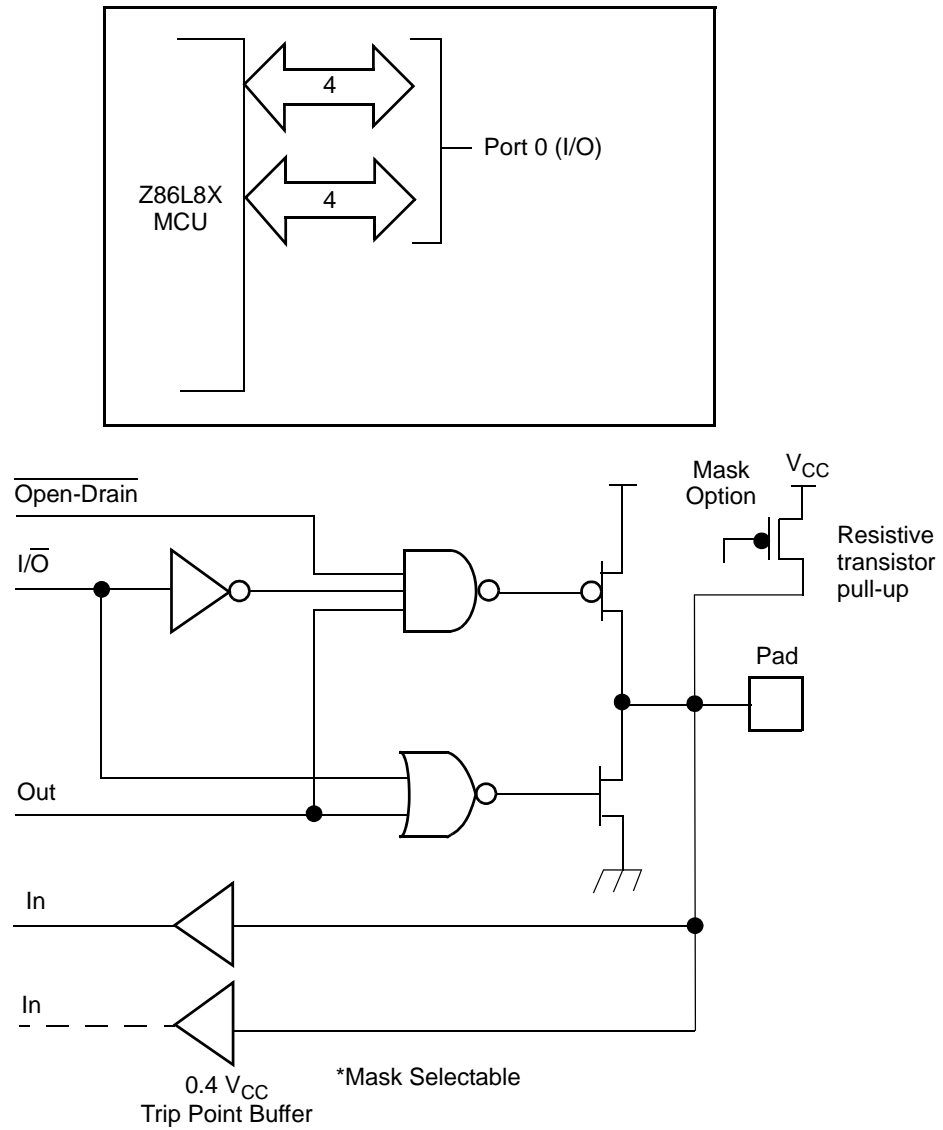 4
Port 0 (I/O)
Z86L8X
MCU
4
Open-Drain
Mask
Option
VCC
I/O
Resistive
transistor
pull-up
Pad
Out
In
In
*Mask Selectable
0.4 VCC
Trip Point Buffer